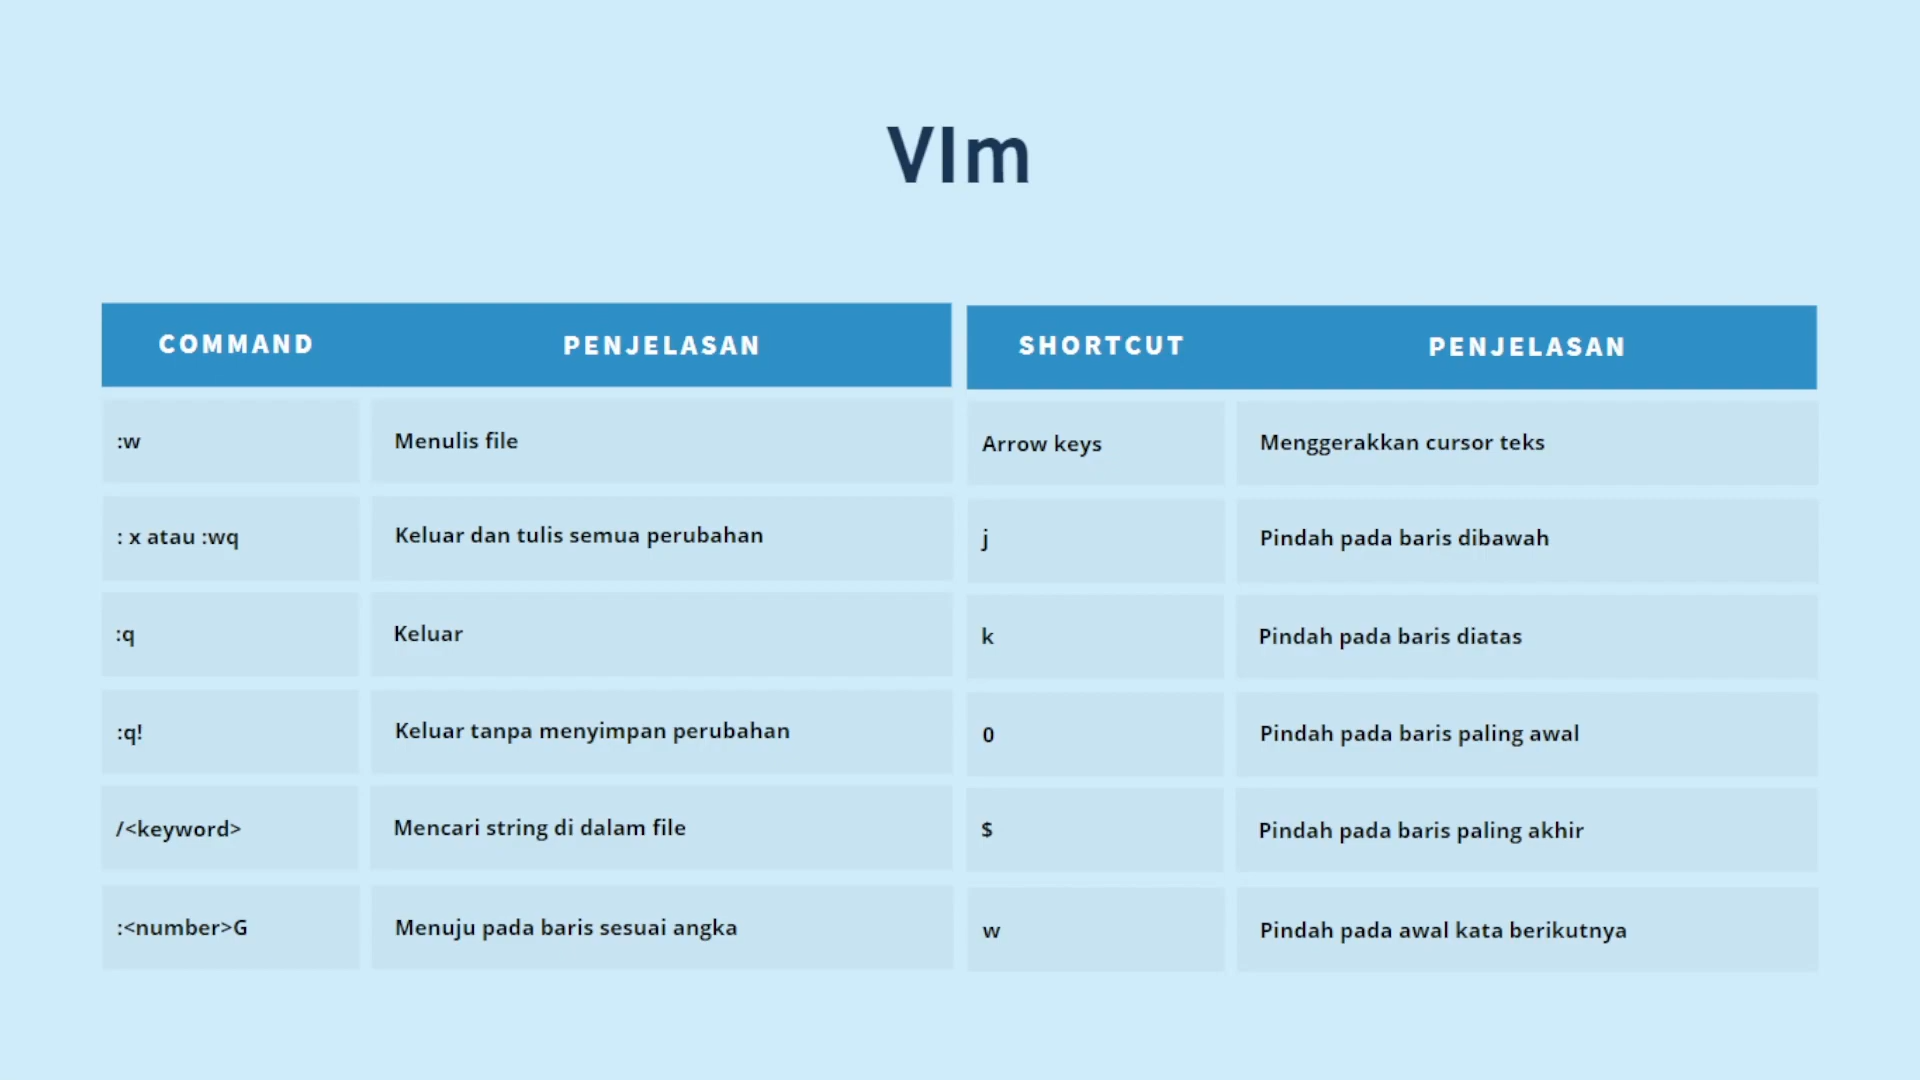 VIm
COMMAND PENJELASAN
:w Menulis file
: x atau :wq Keluar dan tulis semua perubahan
:q Keluar
:q! Keluar tanpa menyimpan perubahan
/<keyword> Mencari string di dalam file
:<number>G Menuju pada baris sesuai angka
SHORTCUT PENJELASAN
Arrow keys Menggerakkan cursor teks
j Pindah pada baris dibawah
k Pindah pada baris diatas
0 Pindah pada baris paling awal
$ Pindah pada baris paling akhir
w Pindah pada awal kata berikutnya